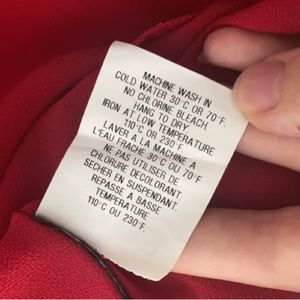 MACHINE WASH IN
COLD WATER 30°C OR 70°F.
NO CHLORINE BLEACH
HANG TO DRY
IRON AT LOW TEMPERATURE
110°C OR 230°F.
LAVER A LA MACHINE A
L'EAU FRACHE 30°C OU 70°F
NE PAS UTILISER DE
CHLORURE DECOLORANT.
SECHER EN SUSPENDANT.
REPASSE A BASSE
TEMPERATURE
110°C OU 230°F.